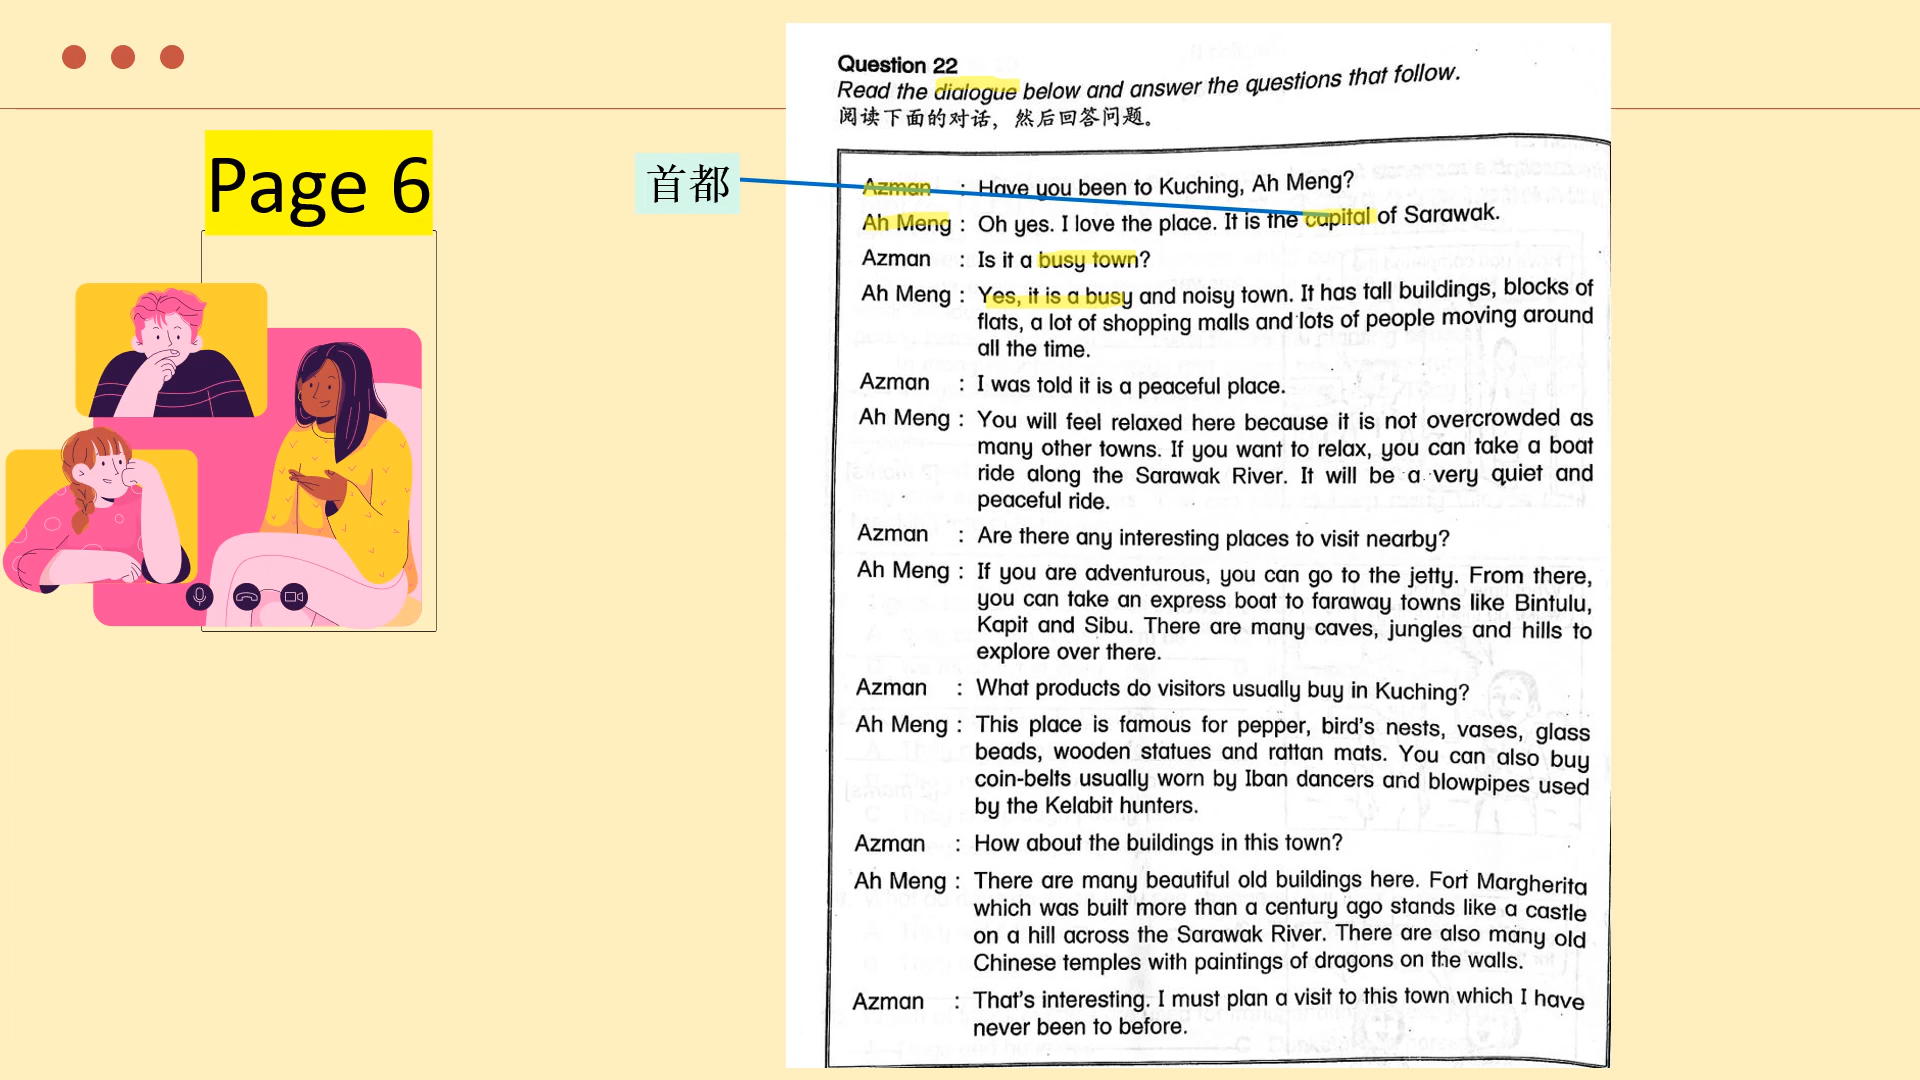 Page 6
首都
Question 22
Read the dialogue below and answer the questions that follow.
阅读下面的对话，然后回答问题。
Azman : Have you been to Kuching, Ah Meng?
Ah Meng : Oh yes. I love the place. It is the capital of Sarawak.
Azman : Is it a busy town?
Ah Meng : Yes, it is a busy and noisy town. It has tall buildings, blocks of
flats, a lot of shopping malls and lots of people moving around
all the time.
Azman : I was told it is a peaceful place.
Ah Meng : You will feel relaxed here because it is not overcrowded as
many other towns. If you want to relax, you can take a boat
ride along the Sarawak River. It will be a very quiet and
peaceful ride.
Azman : Are there any interesting places to visit nearby?
Ah Meng : If you are adventurous, you can go to the jetty. From there,
you can take an express boat to faraway towns like Bintulu,
Kapit and Sibu. There are many caves, jungles and hills to
explore over there.
Azman : What products do visitors usually buy in Kuching?
Ah Meng : This place is famous for pepper, bird's nests, vases, glass
beads, wooden statues and rattan mats. You can also buy
coin-belts usually worn by Iban dancers and blowpipes used
by the Kelabit hunters.
Azman : How about the buildings in this town?
Ah Meng : There are many beautiful old buildings here. Fort Margherita
which was built more than a century ago stands like a castle
on a hill across the Sarawak River. There are also many old
Chinese temples with paintings of dragons on the walls.
Azman : That's interesting. I must plan a visit to this town which I have
never been to before.